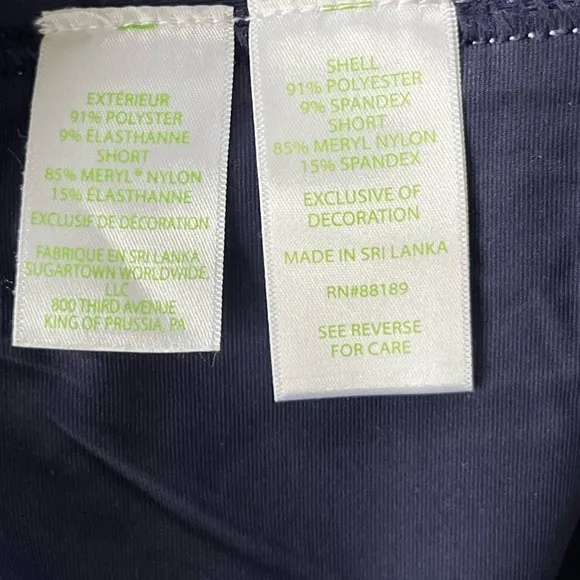 EXTÉRIEUR
91% POLYSTER
9% ÉLASTHANNE
SHORT
85% MERYL® NYLON
15% ÉLASTHANNE
EXCLUSIF DE DÉCORATION
FABRIQUE EN SRI LANKA
SUGARTOWN WORLDWIDE,
LLC
800 THIRD AVENUE
KING OF PRUSSIA, PA
SHELL
91% POLYESTER
9% SPANDEX
SHORT
85% MERYL NYLON
15% SPANDEX
EXCLUSIVE OF
DECORATION
MADE IN SRI LANKA
RN#88189
SEE REVERSE
FOR CARE